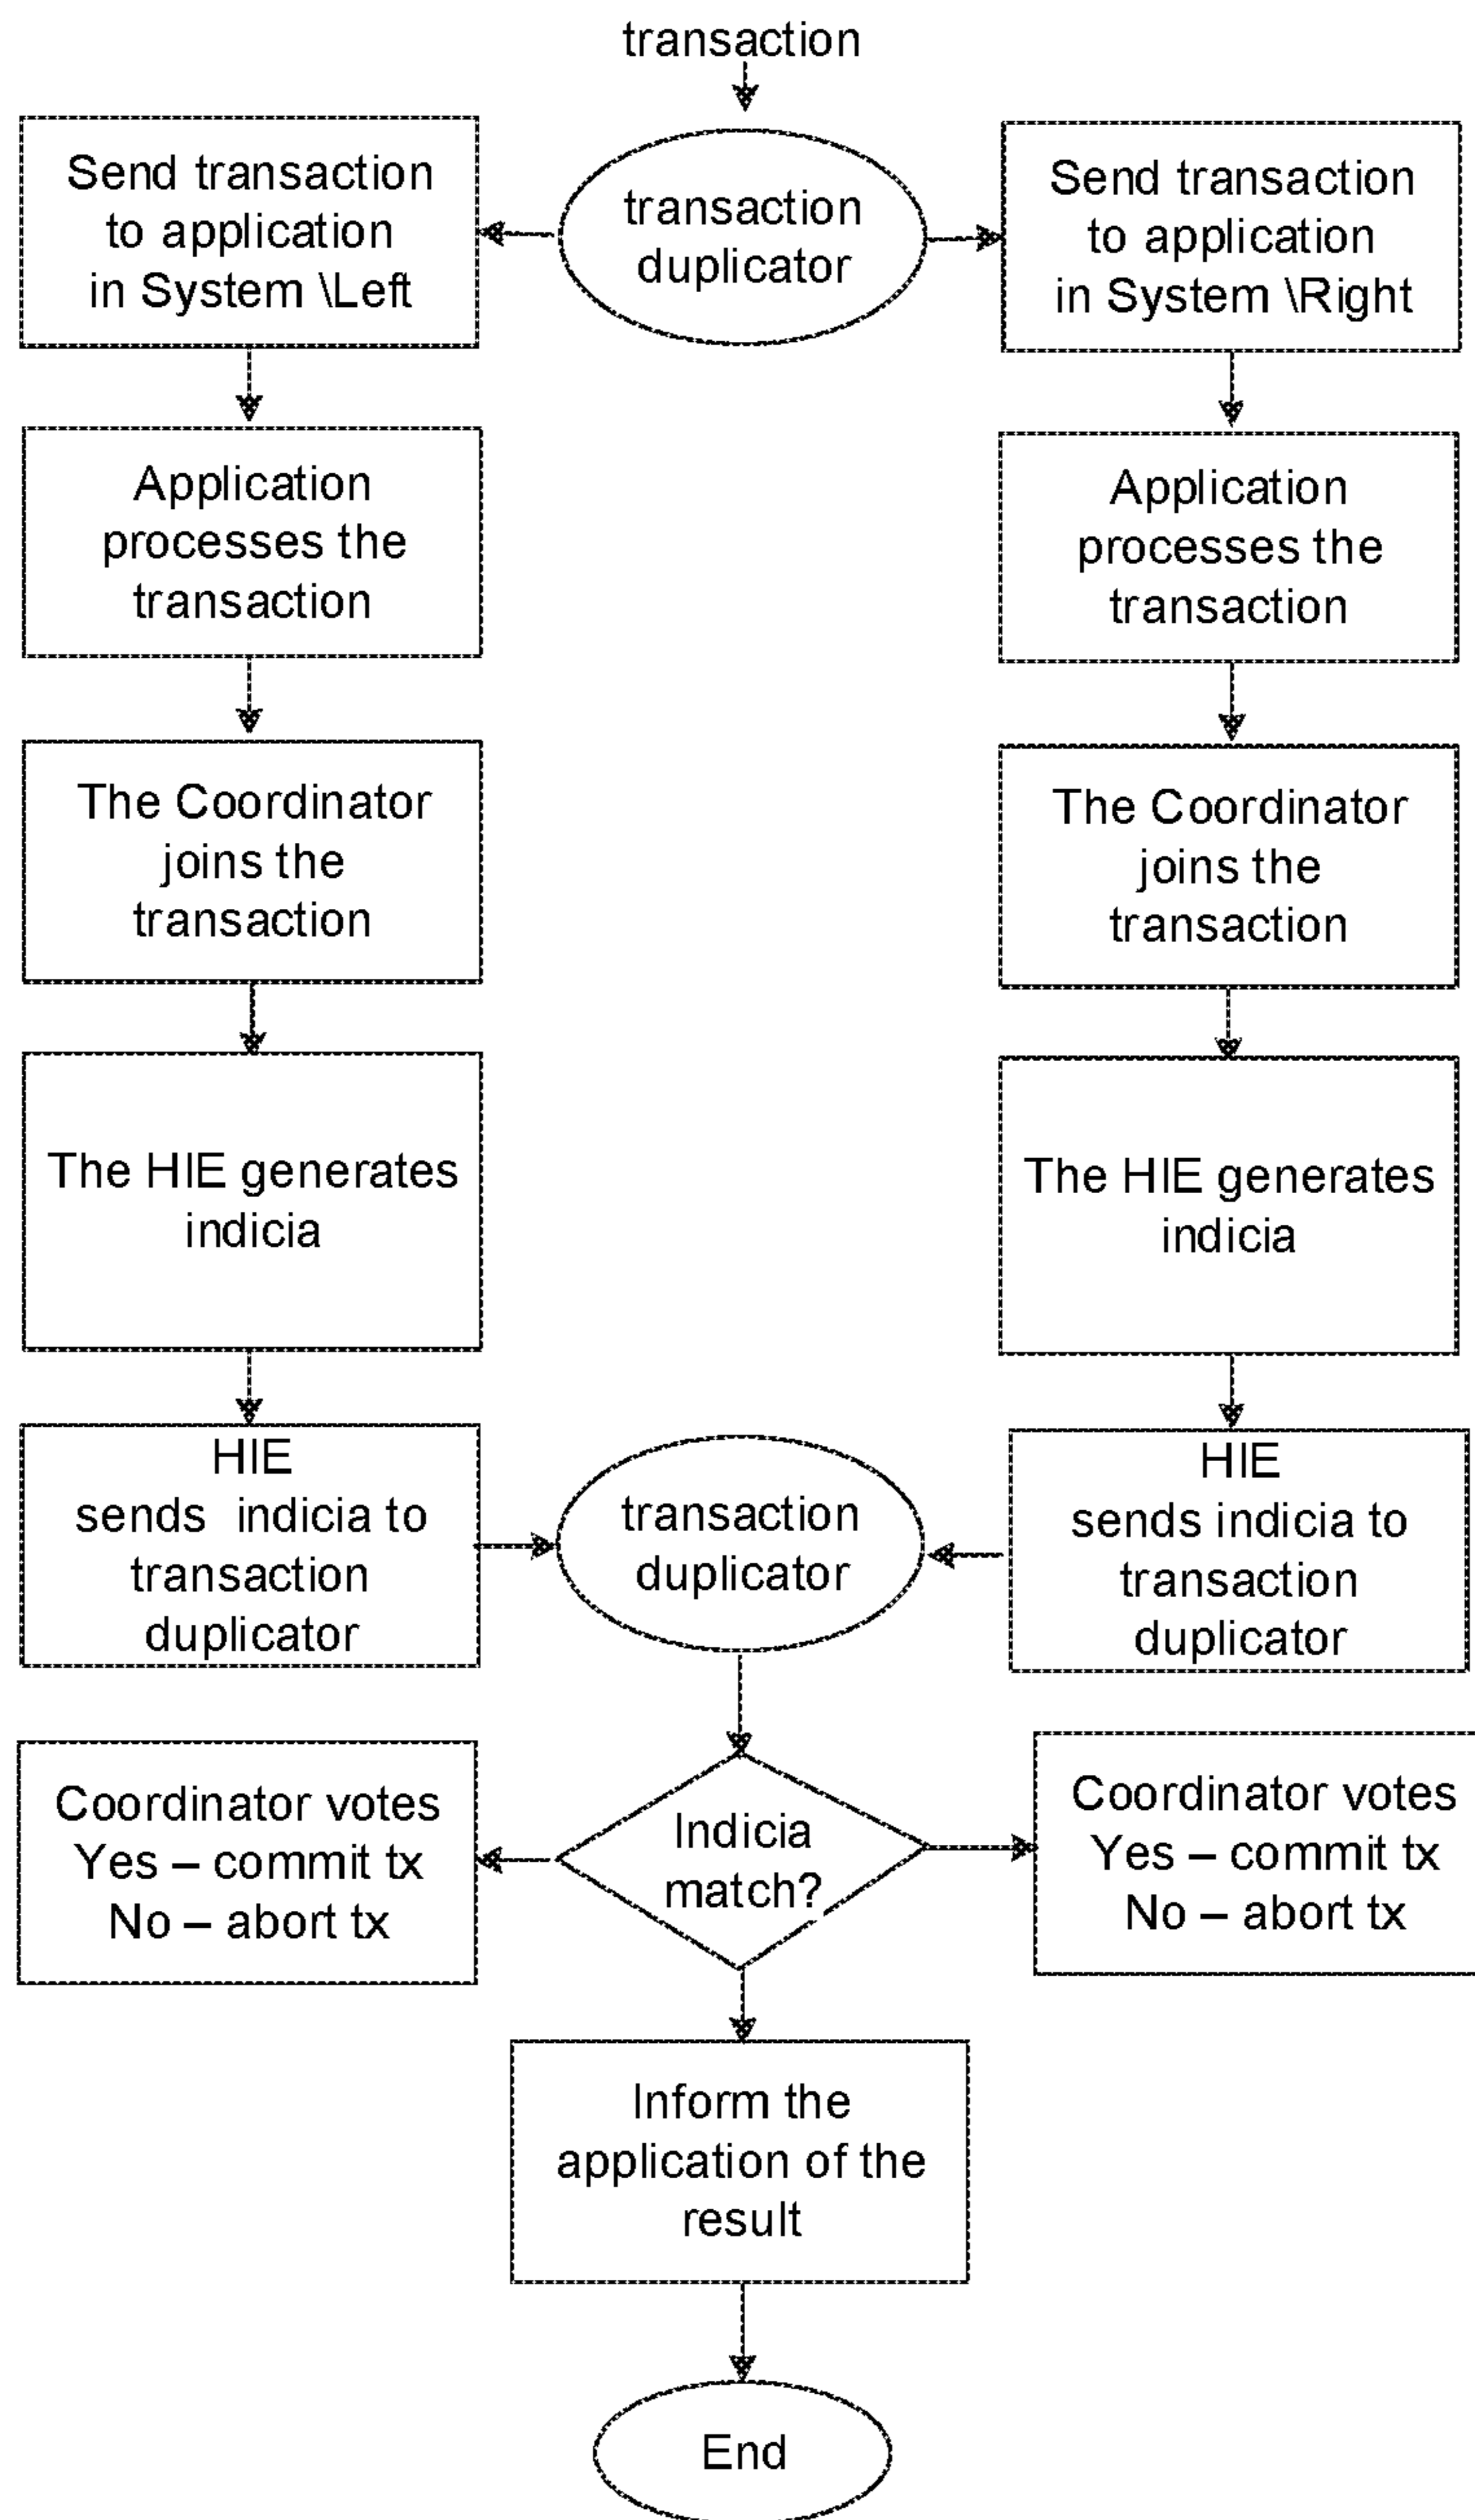 transaction
Send transaction
to application
in System \Left
transaction
duplicator
Send transaction
to application
in System \Right
Application
processes the
transaction
Application
processes the
transaction
The Coordinator
joins the
transaction
The Coordinator
joins the
transaction
The HIE generates
indicia
The HIE generates
indicia
HIE
sends indicia to
transaction
duplicator
transaction
duplicator
HIE
sends indicia to
transaction
duplicator
Coordinator votes
Yes – commit tx
No – abort tx
Indicia
match?
Coordinator votes
Yes – commit tx
No – abort tx
Inform the
application of the
result
End